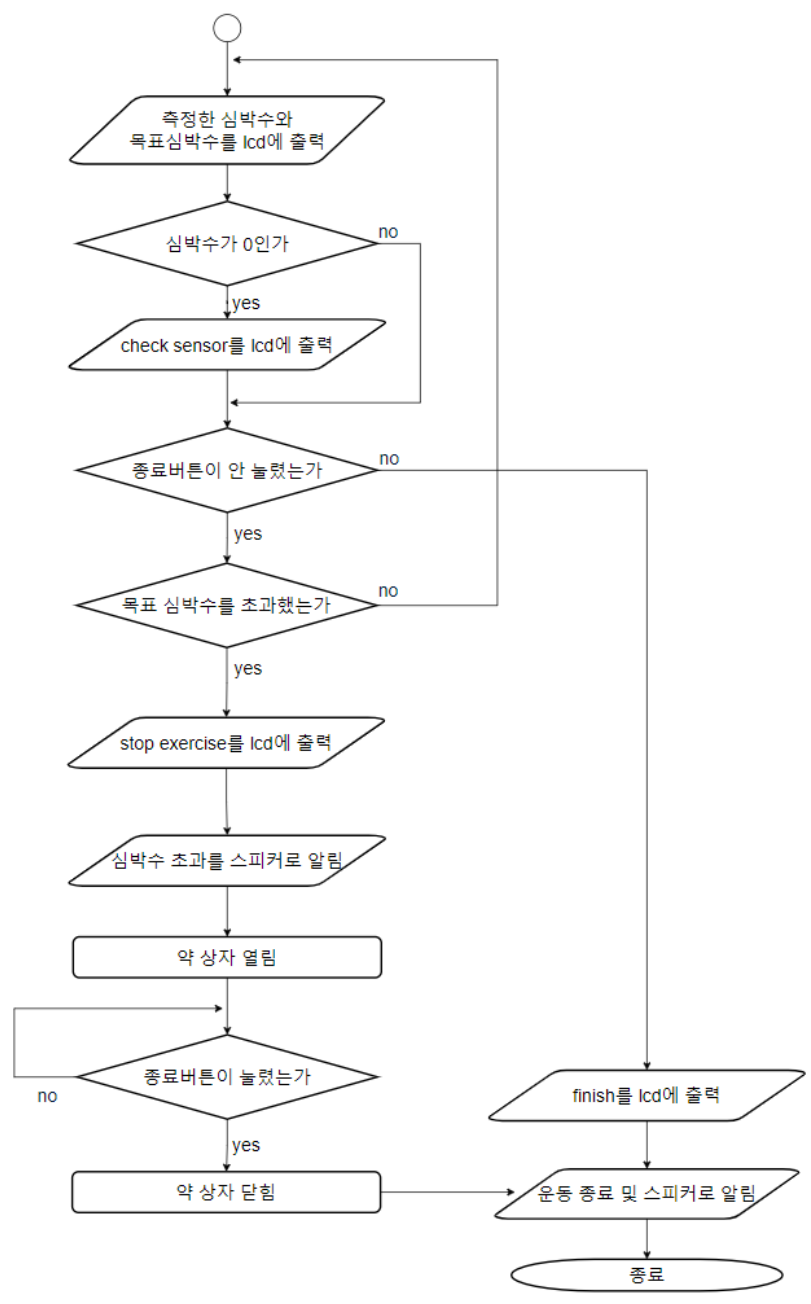 측정한 심박수와
목표심박수를 lcd에 출력
심박수가 0인가
no
yes
check sensor를 lcd에 출력
종료버튼이 안 눌렸는가
no
yes
목표 심박수를 초과했는가
no
yes
stop exercise를 lcd에 출력
심박수 초과를 스피커로 알림
약 상자 열림
종료버튼이 눌렸는가
no
yes
약 상자 닫힘
finish를 lcd에 출력
운동 종료 및 스피커로 알림
종료